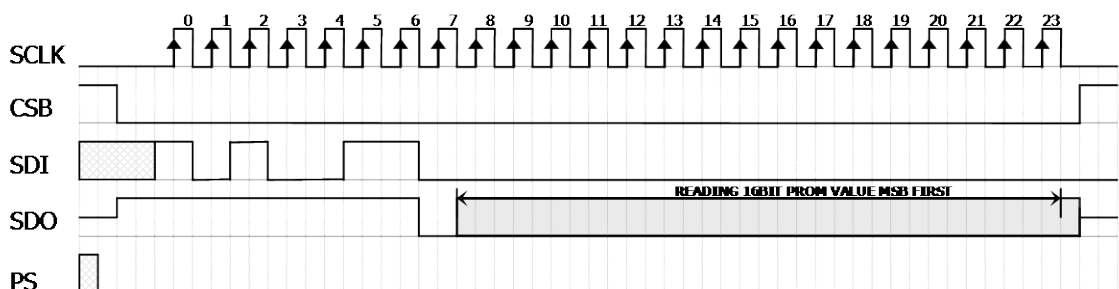 0 1 2 3 4 5 6 7 8 9 10 11 12 13 14 15 16 17 18 19 20 21 22 23
SCLK
CSB
SDI
READING 16BIT PROM VALUE MSB FIRST
SDO
PS